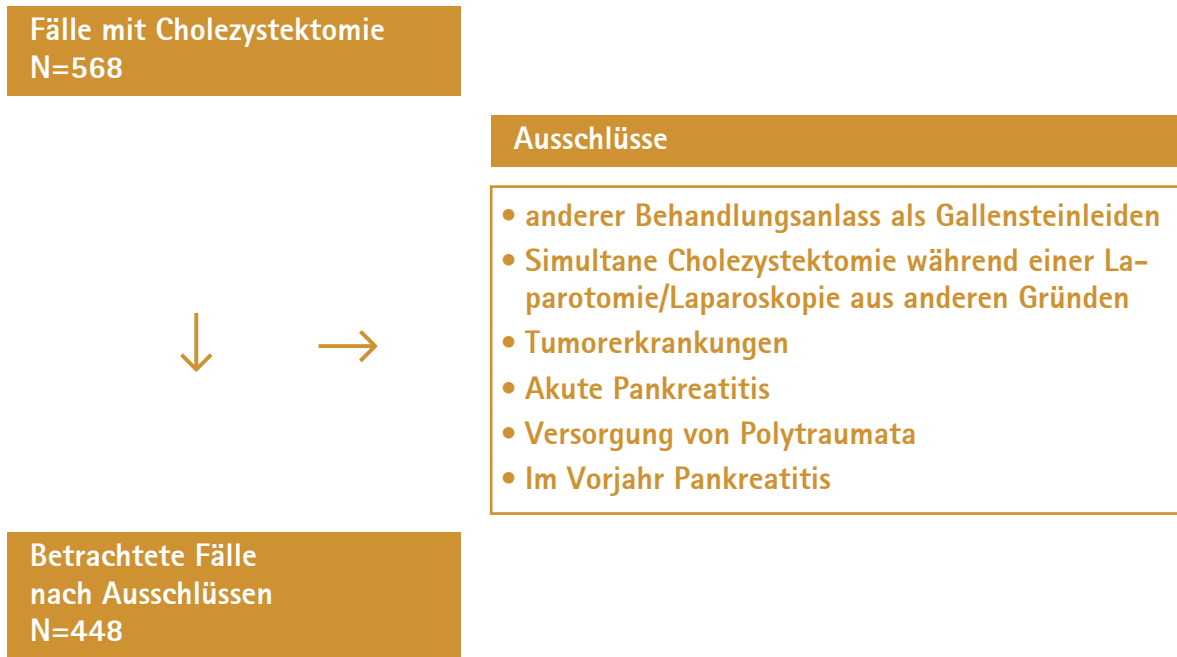 Fälle mit Cholezystektomie
N=568
Ausschlüsse
• anderer Behandlungsanlass als Gallensteinleiden
• Simultane Cholezystektomie während einer La-
parotomie/Laparoskopie aus anderen Gründen
• Tumorerkrankungen
• Akute Pankreatitis
• Versorgung von Polytraumata
• Im Vorjahr Pankreatitis
Betrachtete Fälle
nach Ausschlüssen
N=448